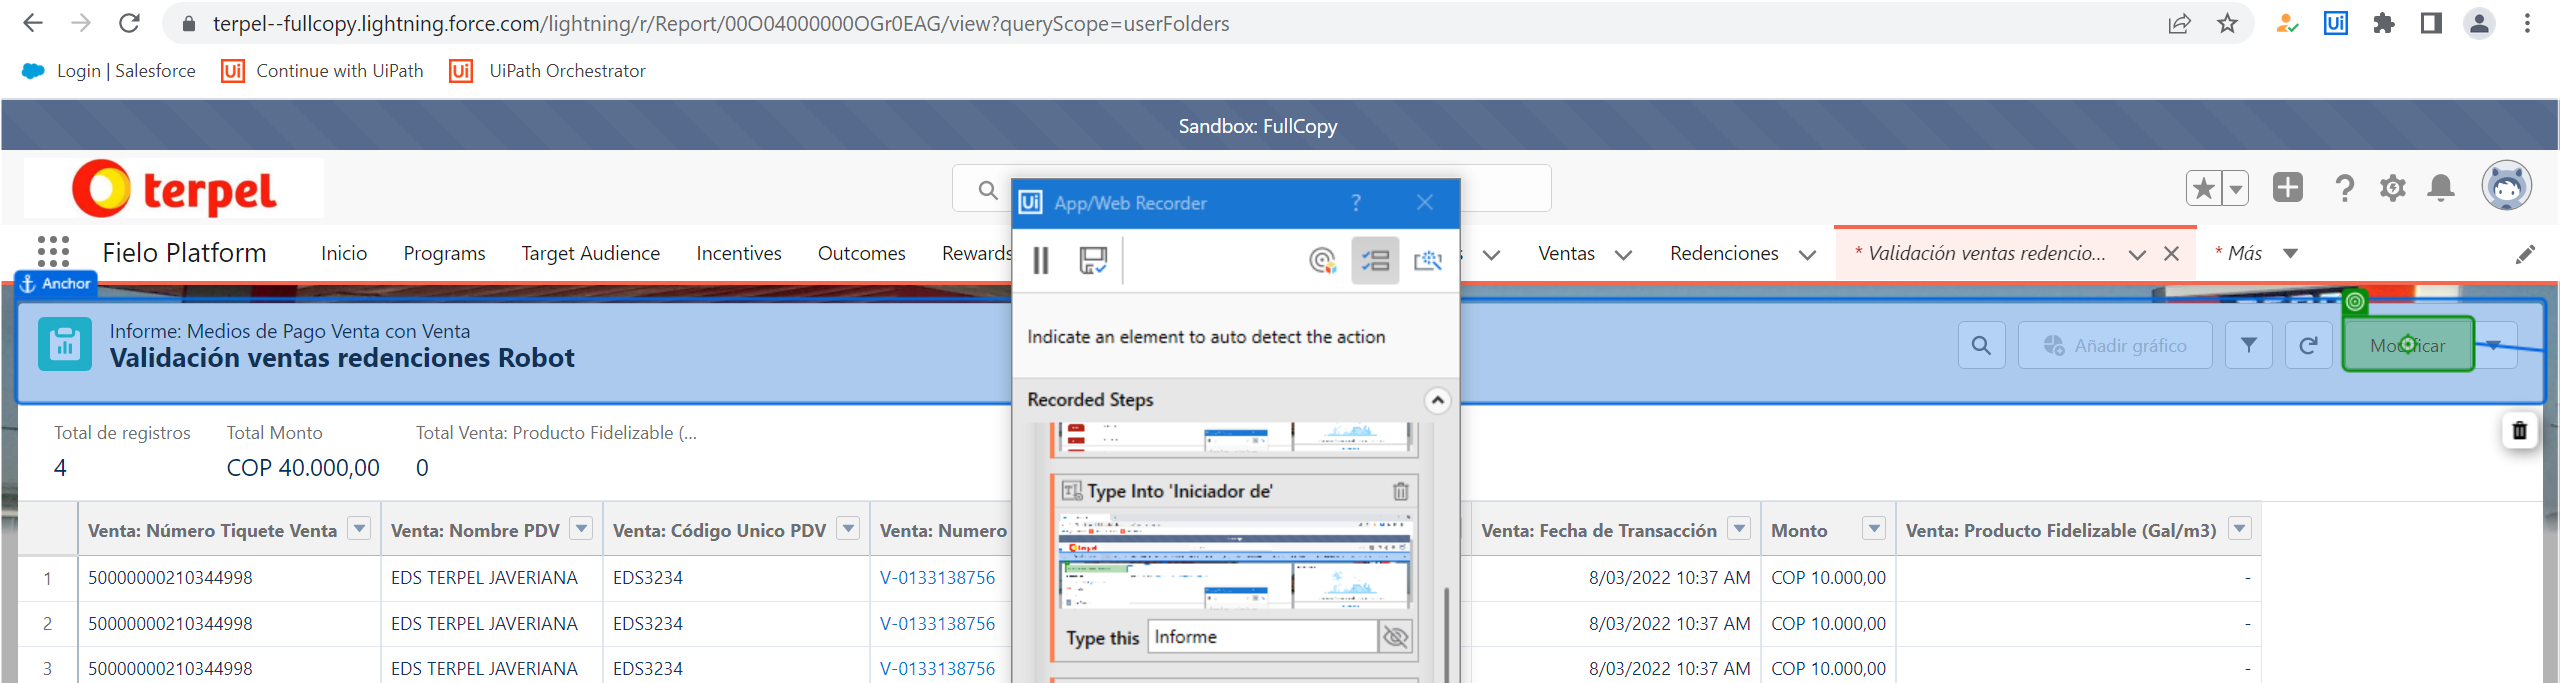 terpel--fullcopy.lightning.force.com/lightning/r/Report/00O04000000OGr0EAG/view?queryScope=userFolders
Login | Salesforce
Ui Continue with UiPath
Ui UiPath Orchestrator
Sandbox: FullCopy
terpel
Ui App/Web Recorder
?
Fielo Platform
Inicio
Programs
Target Audience
Incentives
Outcomes
Rewards
s
Ventas
Redenciones
* Validación ventas redencio...
* Más
Anchor
Indicate an element to auto detect the action
Informe: Medios de Pago Venta con Venta
Validación ventas redenciones Robot
Añadir gráfico
Modificar
Recorded Steps
Total de registros
4
Total Monto
COP 40.000,00
Total Venta: Producto Fidelizable (...
0
Type Into 'Iniciador de'
Type this Informe
Venta: Número Tiquete Venta
Venta: Nombre PDV
Venta: Código Unico PDV
Venta: Numero
Venta: Fecha de Transacción
Monto
Venta: Producto Fidelizable (Gal/m3)
1 50000000210344998 EDS TERPEL JAVERIANA EDS3234 V-0133138756 8/03/2022 10:37 AM COP 10.000,00 -
2 50000000210344998 EDS TERPEL JAVERIANA EDS3234 V-0133138756 8/03/2022 10:37 AM COP 10.000,00 -
3 50000000210344998 EDS TERPEL JAVERIANA EDS3234 V-0133138756 8/03/2022 10:37 AM COP 10.000,00 -